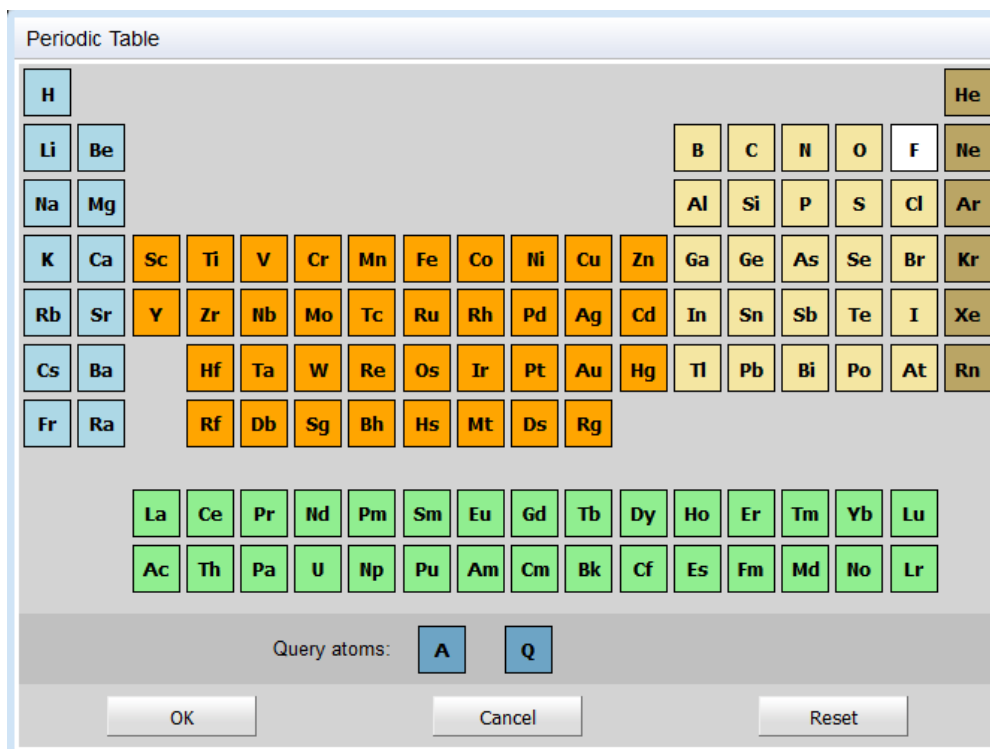 Periodic Table
H He
Li Be B C N O F Ne
Na Mg Al Si P S Cl Ar
K Ca Sc Ti V Cr Mn Fe Co Ni Cu Zn Ga Ge As Se Br Kr
Rb Sr Y Zr Nb Mo Tc Ru Rh Pd Ag Cd In Sn Sb Te I Xe
Cs Ba Hf Ta W Re Os Ir Pt Au Hg Tl Pb Bi Po At Rn
Fr Ra Rf Db Sg Bh Hs Mt Ds Rg
La Ce Pr Nd Pm Sm Eu Gd Tb Dy Ho Er Tm Yb Lu
Ac Th Pa U Np Pu Am Cm Bk Cf Es Fm Md No Lr
Query atoms: A Q
OK Cancel Reset